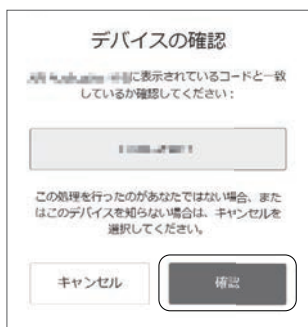 デバイスの確認
に表示されているコードと一致
しているか確認してください：
この処理を行ったのがあなたではない場合、また
はこのデバイスを知らない場合は、キャンセルを
選択してください。
キャンセル
確認